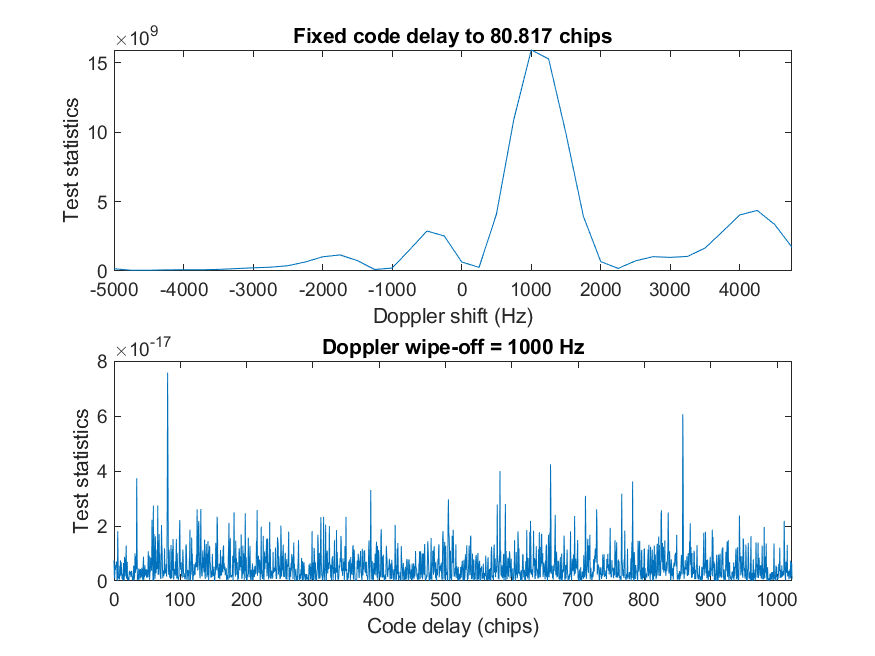 ×10^9
Fixed code delay to 80.817 chips
15
10
5
0
Test statistics
-5000 -4000 -3000 -2000 -1000 0 1000 2000 3000 4000
Doppler shift (Hz)
×10^-17
Doppler wipe-off = 1000 Hz
8
6
4
2
0
Test statistics
0 100 200 300 400 500 600 700 800 900 1000
Code delay (chips)